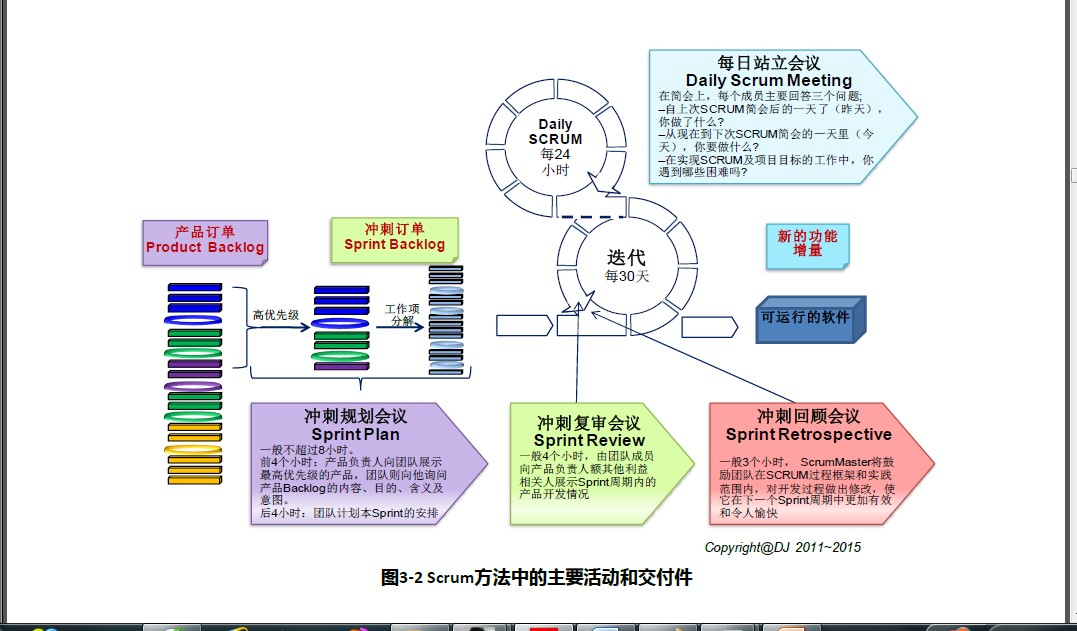 每日站立会议
Daily Scrum Meeting
在简会上，每个成员主要回答三个问题;
–自上次SCRUM简会后的一天了（昨天），
你做了什么?
–从现在到下次SCRUM简会的一天里（今
天），你要做什么?
–在实现SCRUM及项目目标的工作中，你
遇到哪些困难吗?
Daily
SCRUM
每24
小时
产品订单
Product Backlog
冲刺订单
Sprint Backlog
迭代
每30天
新的功能
增量
高优先级
工作项
分解
可运行的软件
冲刺规划会议
Sprint Plan
一般不超过8小时。
前4个小时：产品负责人向团队展示
最高优先级的产品，团队则向他询问
产品Backlog的内容、目的、含义及
意图。
后4小时：团队计划本Sprint的安排
冲刺复审会议
Sprint Review
一般4个小时，由团队成员
向产品负责人额其他利益
相关人展示Sprint周期内的
产品开发情况
冲刺回顾会议
Sprint Retrospective
一般3个小时， ScrumMaster将鼓
励团队在SCRUM过程框架和实践
范围内，对开发过程做出修改，使
它在下一个Sprint周期中更加有效
和令人愉快
Copyright@DJ 2011~2015
图3-2 Scrum方法中的主要活动和交付件